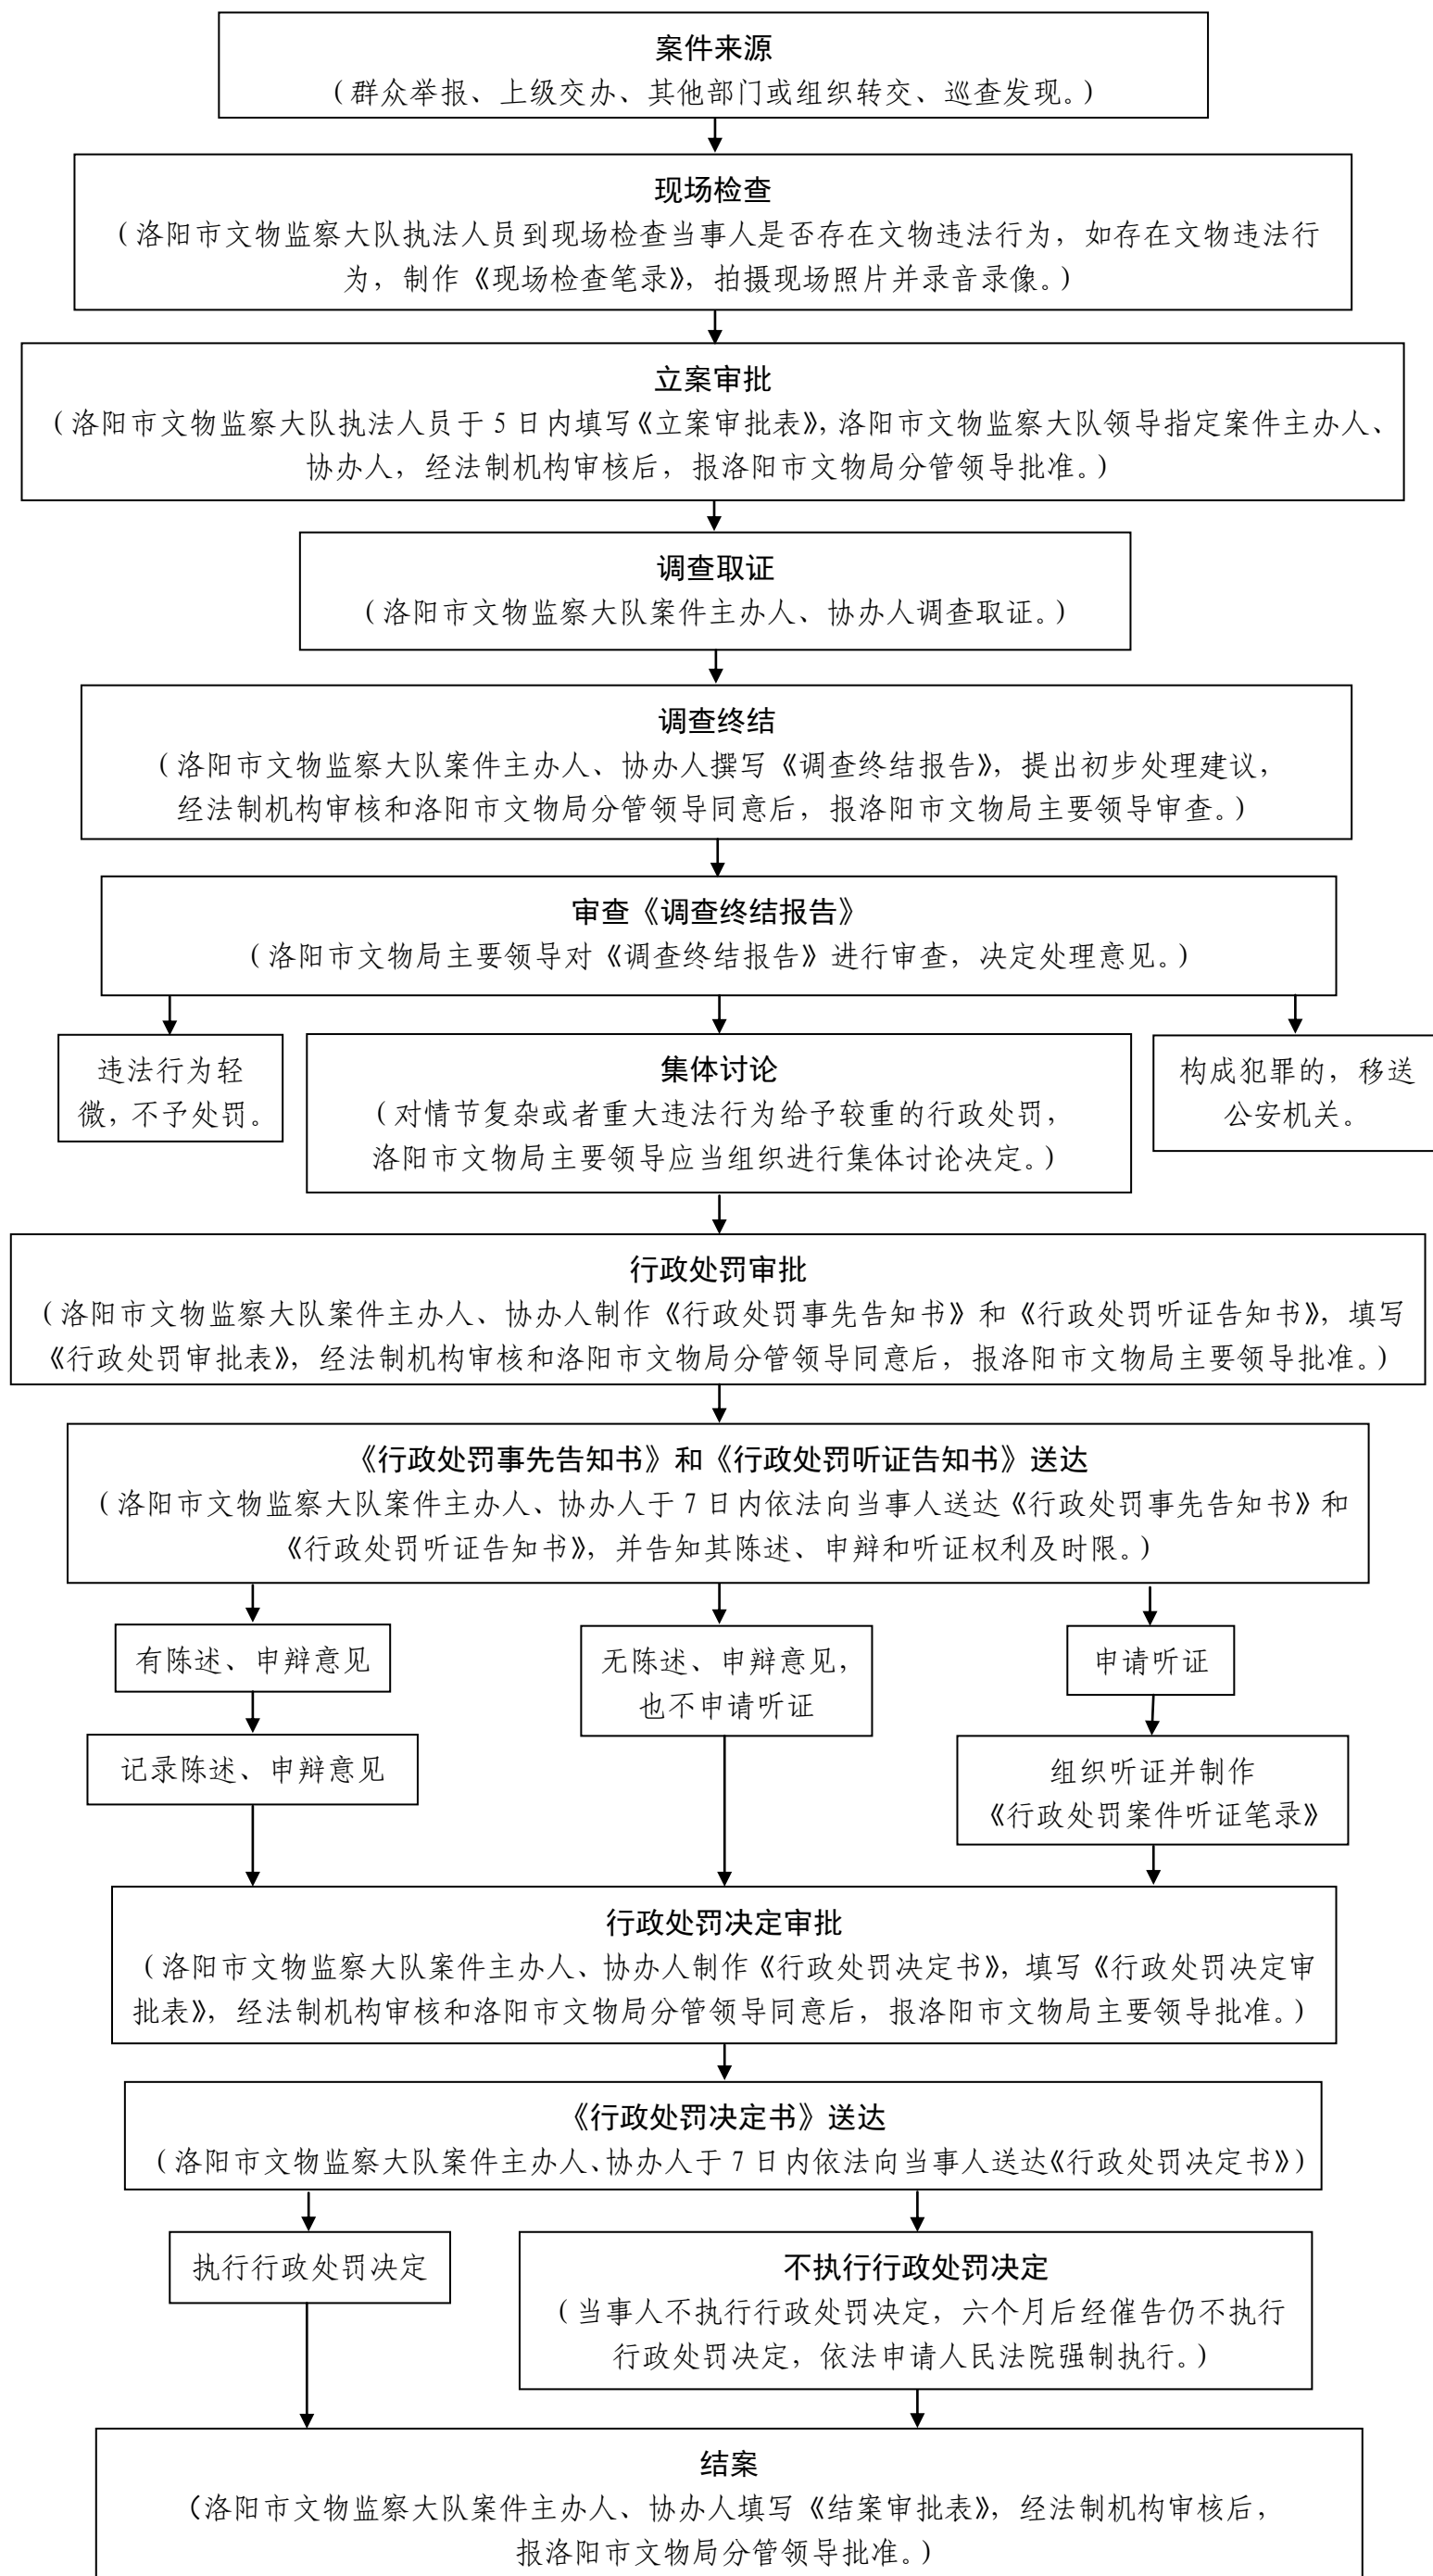 案件来源
（群众举报、上级交办、其他部门或组织转交、巡查发现。）
现场检查
（洛阳市文物监察大队执法人员到现场检查当事人是否存在文物违法行为，如存在文物违法行
为，制作《现场检查笔录》，拍摄现场照片并录音录像。）
立案审批
（洛阳市文物监察大队执法人员于 5 日内填写《立案审批表》，洛阳市文物监察大队领导指定案件主办人、
协办人，经法制机构审核后，报洛阳市文物局分管领导批准。）
调查取证
（洛阳市文物监察大队案件主办人、协办人调查取证。）
调查终结
（洛阳市文物监察大队案件主办人、协办人撰写《调查终结报告》，提出初步处理建议，
经法制机构审核和洛阳市文物局分管领导同意后，报洛阳市文物局主要领导审查。）
审查《调查终结报告》
（洛阳市文物局主要领导对《调查终结报告》进行审查，决定处理意见。）
违法行为轻
微，不予处罚。
集体讨论
（对情节复杂或者重大违法行为给予较重的行政处罚，
洛阳市文物局主要领导应当组织进行集体讨论决定。）
构成犯罪的，移送
公安机关。
行政处罚审批
（洛阳市文物监察大队案件主办人、协办人制作《行政处罚事先告知书》和《行政处罚听证告知书》，填写
《行政处罚审批表》，经法制机构审核和洛阳市文物局分管领导同意后，报洛阳市文物局主要领导批准。）
《行政处罚事先告知书》和《行政处罚听证告知书》送达
（洛阳市文物监察大队案件主办人、协办人于 7 日内依法向当事人送达《行政处罚事先告知书》和
《行政处罚听证告知书》，并告知其陈述、申辩和听证权利及时限。）
有陈述、申辩意见
无陈述、申辩意见，
也不申请听证
申请听证
记录陈述、申辩意见
组织听证并制作
《行政处罚案件听证笔录》
行政处罚决定审批
（洛阳市文物监察大队案件主办人、协办人制作《行政处罚决定书》，填写《行政处罚决定审
批表》，经法制机构审核和洛阳市文物局分管领导同意后，报洛阳市文物局主要领导批准。）
《行政处罚决定书》送达
（洛阳市文物监察大队案件主办人、协办人于 7 日内依法向当事人送达《行政处罚决定书》）
执行行政处罚决定
不执行行政处罚决定
（当事人不执行行政处罚决定，六个月后经催告仍不执行
行政处罚决定，依法申请人民法院强制执行。）
结案
（洛阳市文物监察大队案件主办人、协办人填写《结案审批表》，经法制机构审核后，
报洛阳市文物局分管领导批准。）